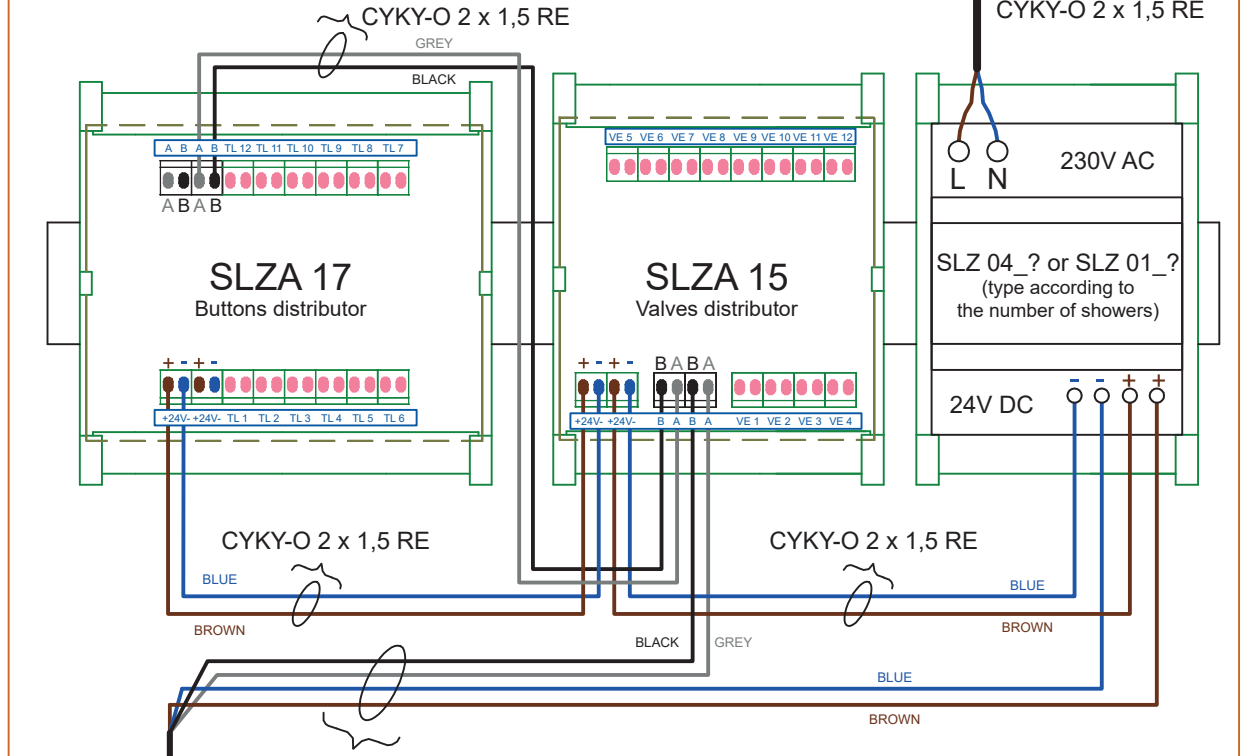 CYKY-O 2 x 1,5 RE
CYKY-O 2 x 1,5 RE
GREY
BLACK
A B A B TL 12 TL 11 TL 10 TL 9 TL 8 TL 7
A B A B
VE 5 VE 6 VE 7 VE 8 VE 9 VE 10 VE 11 VE 12
230V AC
L N
SLZA 17
Buttons distributor
SLZA 15
Valves distributor
SLZ 04_? or SLZ 01_?
(type according to
the number of showers)
+ - + -
+24V- +24V- TL 1 TL 2 TL 3 TL 4 TL 5 TL 6
+ - + - B A B A
+24V- +24V- B A B A VE 1 VE 2 VE 3 VE 4
- - + +
24V DC
CYKY-O 2 x 1,5 RE
CYKY-O 2 x 1,5 RE
BLUE
BLUE
BROWN
BROWN
BLACK
GREY
BLUE
BROWN